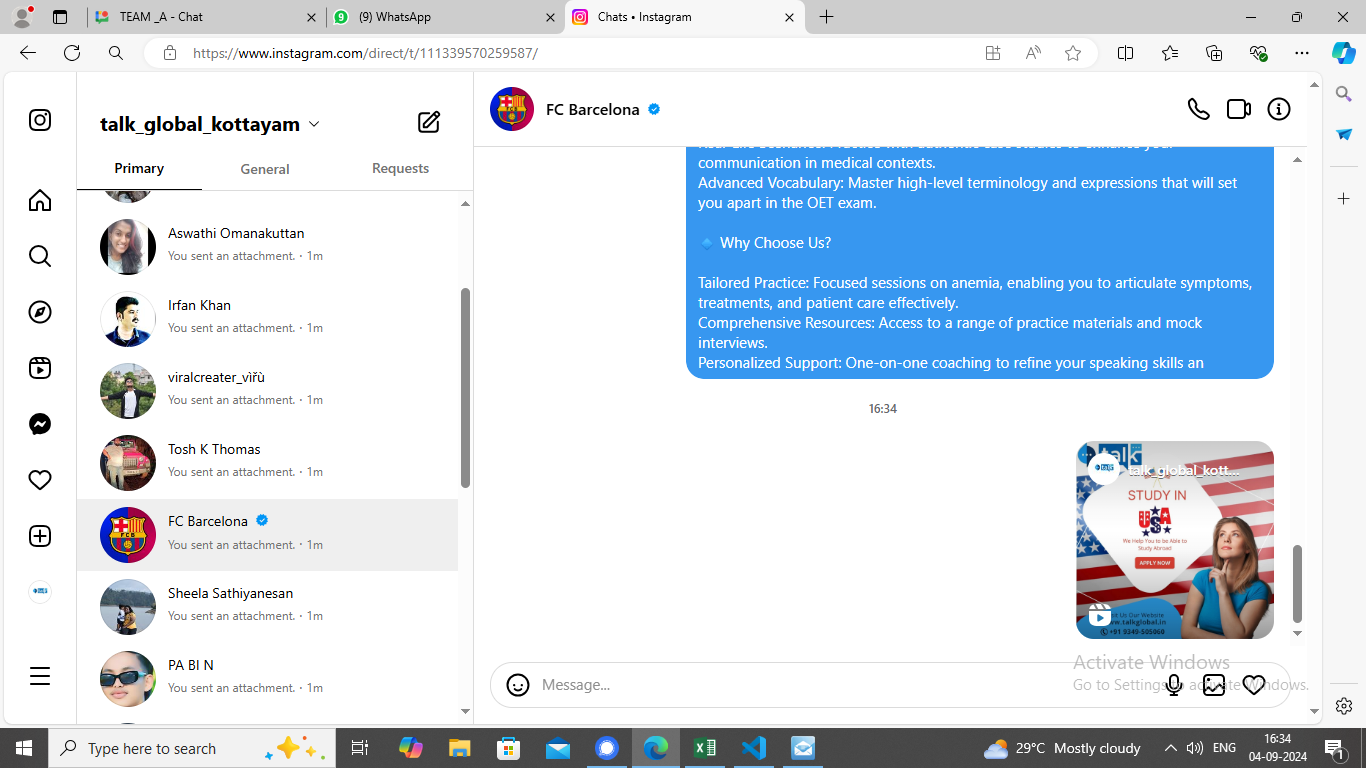 TEAM _A - Chat
(9) WhatsApp
Chats • Instagram
https://www.instagram.com/direct/t/111339570259587/
talk_global_kottayam
Primary
General
Requests
Aswathi Omanakuttan
You sent an attachment. · 1m
Irfan Khan
You sent an attachment. · 1m
viralcreater_vìřù
You sent an attachment. · 1m
Tosh K Thomas
You sent an attachment. · 1m
FC Barcelona
You sent an attachment. · 1m
Sheela Sathiyanesan
You sent an attachment. · 1m
PA BI N
You sent an attachment. · 1m
FC Barcelona
communication in medical contexts.
Advanced Vocabulary: Master high-level terminology and expressions that will set
you apart in the OET exam.
🔹 Why Choose Us?
Tailored Practice: Focused sessions on anemia, enabling you to articulate symptoms,
treatments, and patient care effectively.
Comprehensive Resources: Access to a range of practice materials and mock
interviews.
Personalized Support: One-on-one coaching to refine your speaking skills an
16:34
talk
talk_global_kott...
STUDY IN
USA
We Help You to be Able to
Study Abroad
APPLY NOW
Us Our Website
www.talkglobal.in
+91 9349-505060
Message...
Activate Windows
Go to Settings to activate Windows.
Type here to search
29°C Mostly cloudy
ENG
16:34
04-09-2024
1